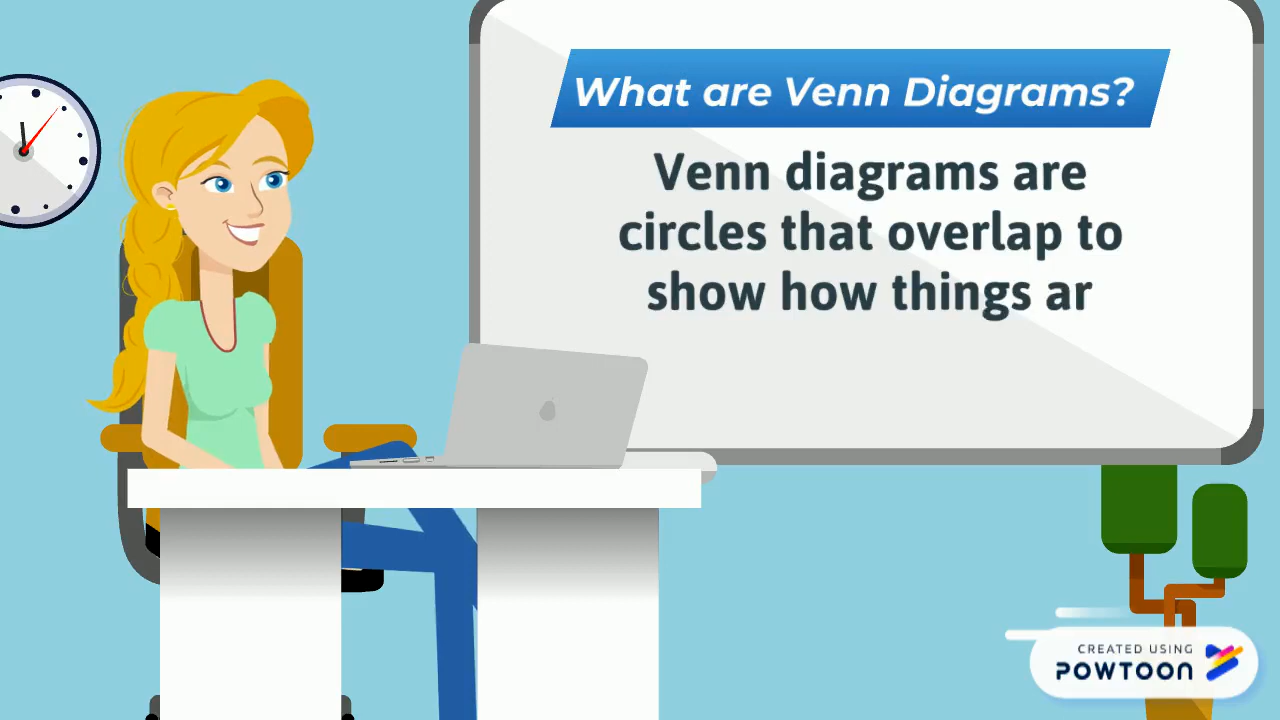 What are Venn Diagrams?
Venn diagrams are
circles that overlap to
show how things ar
CREATED USING
POWTOON